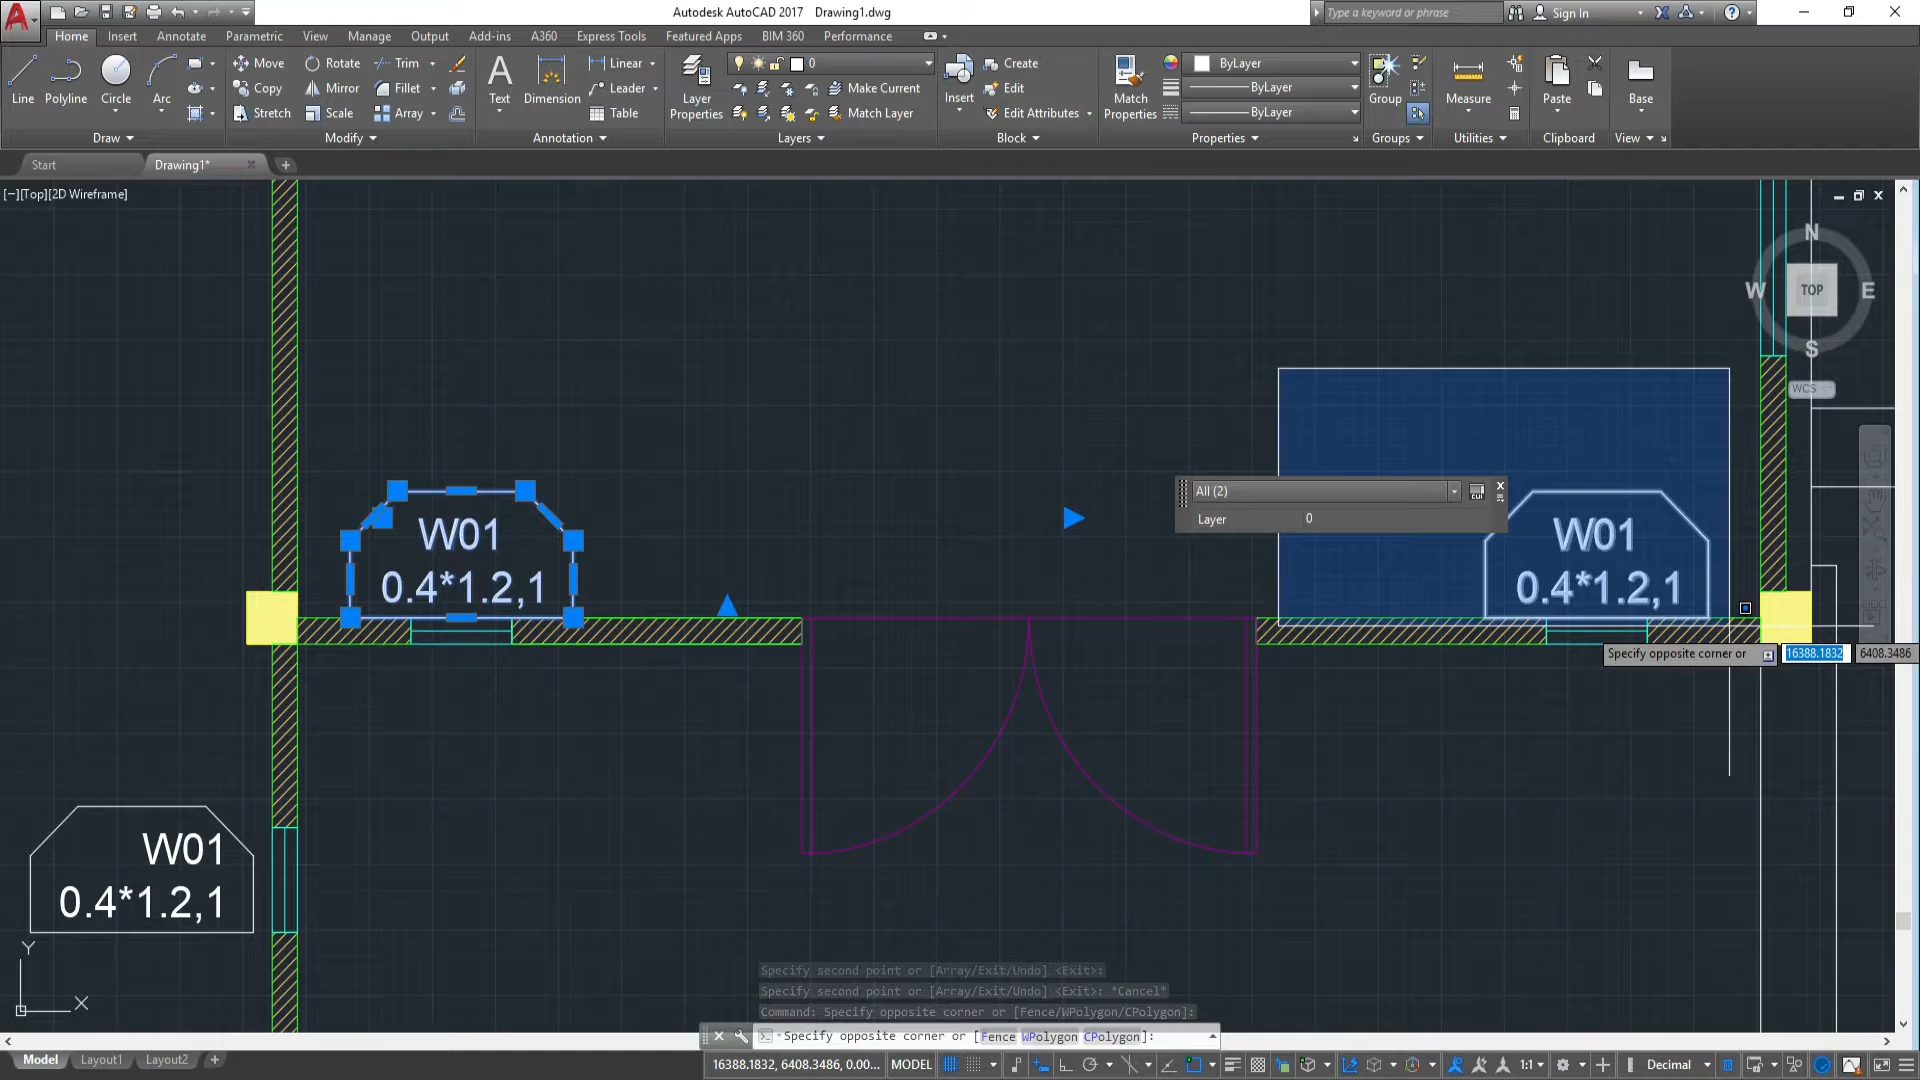 Autodesk AutoCAD 2017 Drawing1.dwg
Type a keyword or phrase
Sign In
Home Insert Annotate Parametric View Manage Output Add-ins A360 Express Tools Featured Apps BIM 360 Performance
Line
Polyline
Circle
Arc
Draw
Move
Rotate
Trim
Copy
Mirror
Fillet
Stretch
Scale
Array
Modify
Text
Dimension
Linear
Leader
Table
Annotation
Layer
Properties
0
Make Current
Match Layer
Layers
Insert
Create
Edit
Edit Attributes
Block
Match
Properties
ByLayer
ByLayer
ByLayer
Properties
Group
Groups
Measure
Utilities
Paste
Clipboard
Base
View
Start
Drawing1*
[−][Top][2D Wireframe]
N
W
TOP
E
S
WCS
All (2)
CUI
Layer 0
W01
0.4*1.2,1
W01
0.4*1.2,1
Specify opposite corner or 16388.1832 6408.3486
W01
0.4*1.2,1
Y
X
Specify second point or [Array/Exit/Undo] <Exit>:
Specify second point or [Array/Exit/Undo] <Exit>: *Cancel*
Command: Specify opposite corner or [Fence/WPolygon/CPolygon]:
Specify opposite corner or [Fence WPolygon CPolygon]:
Model Layout1 Layout2
16388.1832, 6408.3486, 0.00... MODEL 1:1 Decimal